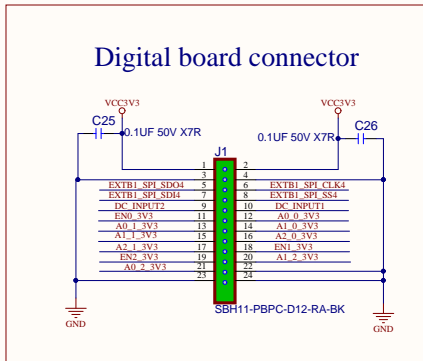 Digital board connector
VCC3V3 VCC3V3
C25 C26
0.1UF 50V X7R 0.1UF 50V X7R
J1
1 2
3 4
EXTB1_SPI_SDO4 5 6 EXTB1_SPI_CLK4
EXTB1_SPI_SDI4 7 8 EXTB1_SPI_SS4
DC_INPUT2 9 10 DC_INPUT1
EN0_3V3 11 12 A0_0_3V3
A0_1_3V3 13 14 A1_0_3V3
A1_1_3V3 15 16 A2_0_3V3
A2_1_3V3 17 18 EN1_3V3
EN2_3V3 19 20 A1_2_3V3
A0_2_3V3 21 22
23 24
SBH11-PBPC-D12-RA-BK
GND GND